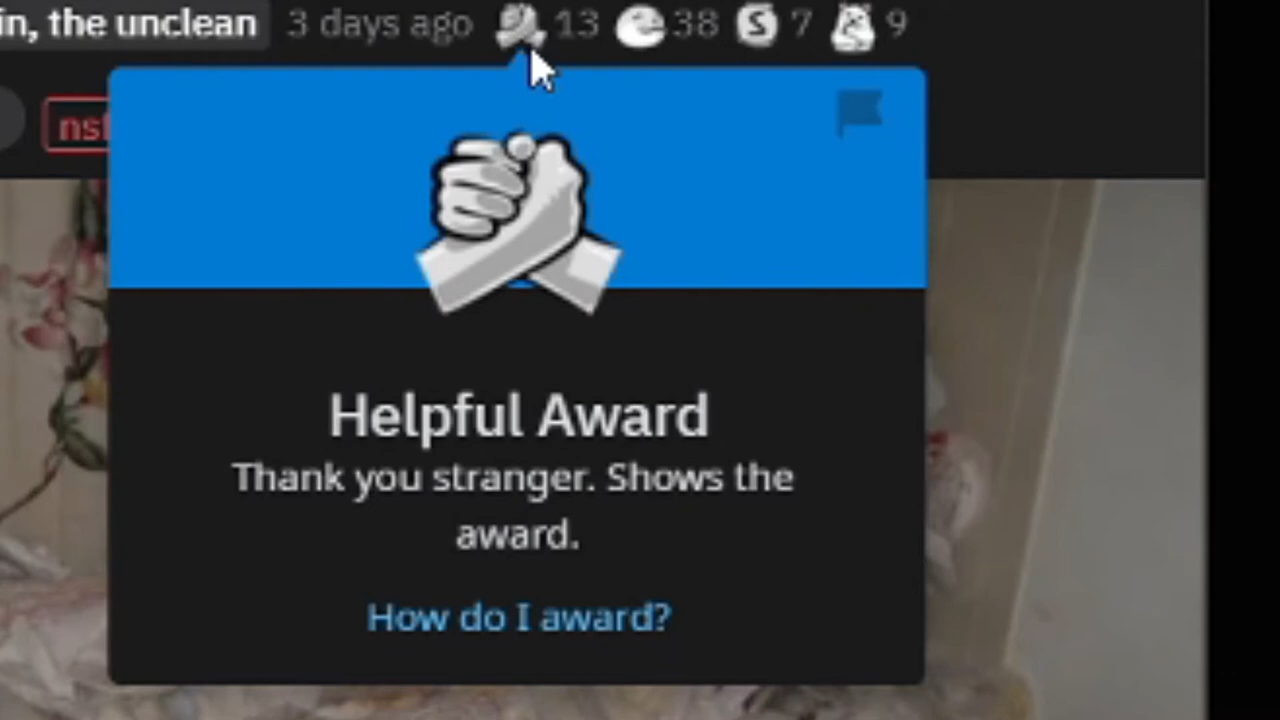 in, the unclean 3 days ago 13 38 S 7 9
nsf
Helpful Award
Thank you stranger. Shows the
award.
How do I award?